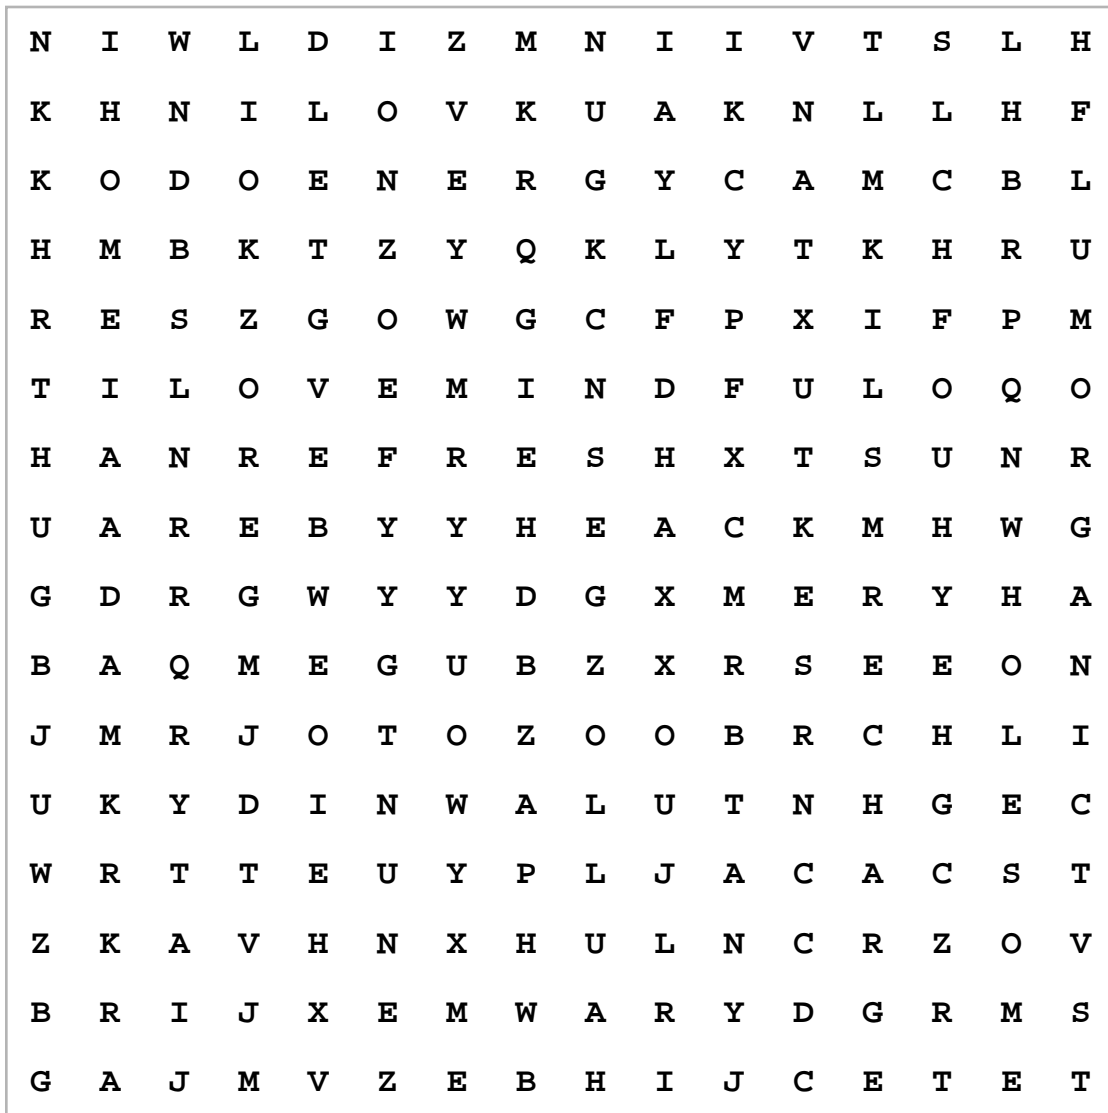 N I W L D I Z M N I I V T S L H
K H N I L O V K U A K N L L H F
K O D O E N E R G Y C A M C B L
H M B K T Z Y Q K L Y T K H R U
R E S Z G O W G C F P X I F P M
T I L O V E M I N D F U L O Q O
H A N R E F R E S H X T S U N R
U A R E B Y Y H E A C K M H W G
G D R G W Y Y D G X M E R Y H A
B A Q M E G U B Z X R S E E O N
J M R J O T O Z O O B R C H L I
U K Y D I N W A L U T N H G E C
W R T T E U Y P L J A C A C S T
Z K A V H N X H U L N C R Z O V
B R I J X E M W A R Y D G R M S
G A J M V Z E B H I J C E T E T